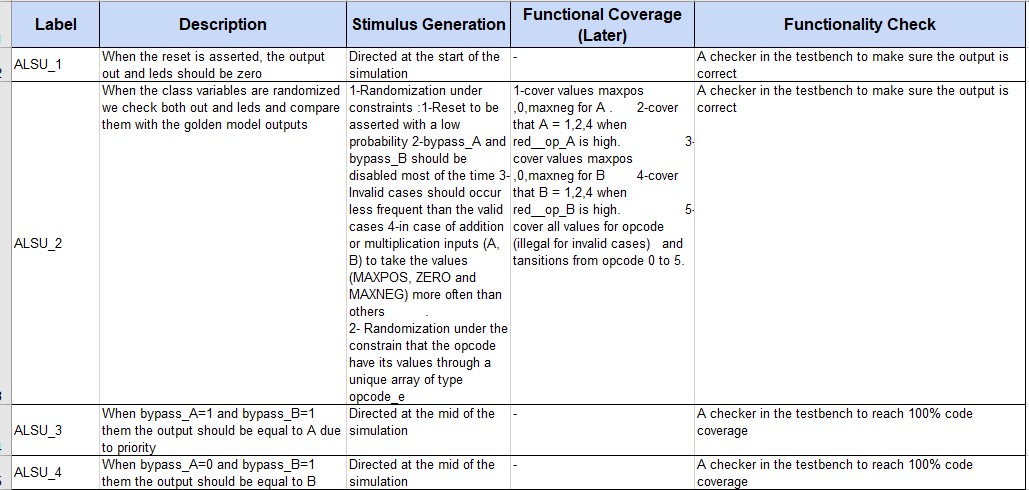 Label
Description
Stimulus Generation
Functional Coverage
(Later)
Functionality Check
ALSU_1
When the reset is asserted, the output
out and leds should be zero
Directed at the start of the
simulation
-
A checker in the testbench to make sure the output is
correct
ALSU_2
When the class variables are randomized
we check both out and leds and compare
them with the golden model outputs
1-Randomization under
constraints :1-Reset to be
asserted with a low
probability 2-bypass_A and
bypass_B should be
disabled most of the time 3-
Invalid cases should occur
less frequent than the valid
cases 4-in case of addition
or multiplication inputs (A,
B) to take the values
(MAXPOS, ZERO and
MAXNEG) more often than
others .
2- Randomization under the
constrain that the opcode
have its values through a
unique array of type
opcode_e
1-cover values maxpos
,0,maxneg for A . 2-cover
that A = 1,2,4 when
red__op_A is high. 3-
cover values maxpos
,0,maxneg for B 4-cover
that B = 1,2,4 when
red__op_B is high. 5-
cover all values for opcode
(illegal for invalid cases) and
tansitions from opcode 0 to 5.
A checker in the testbench to make sure the output is
correct
ALSU_3
When bypass_A=1 and bypass_B=1
them the output should be equal to A due
to priority
Directed at the mid of the
simulation
-
A checker in the testbench to reach 100% code
coverage
ALSU_4
When bypass_A=0 and bypass_B=1
them the output should be equal to B
Directed at the mid of the
simulation
-
A checker in the testbench to reach 100% code
coverage